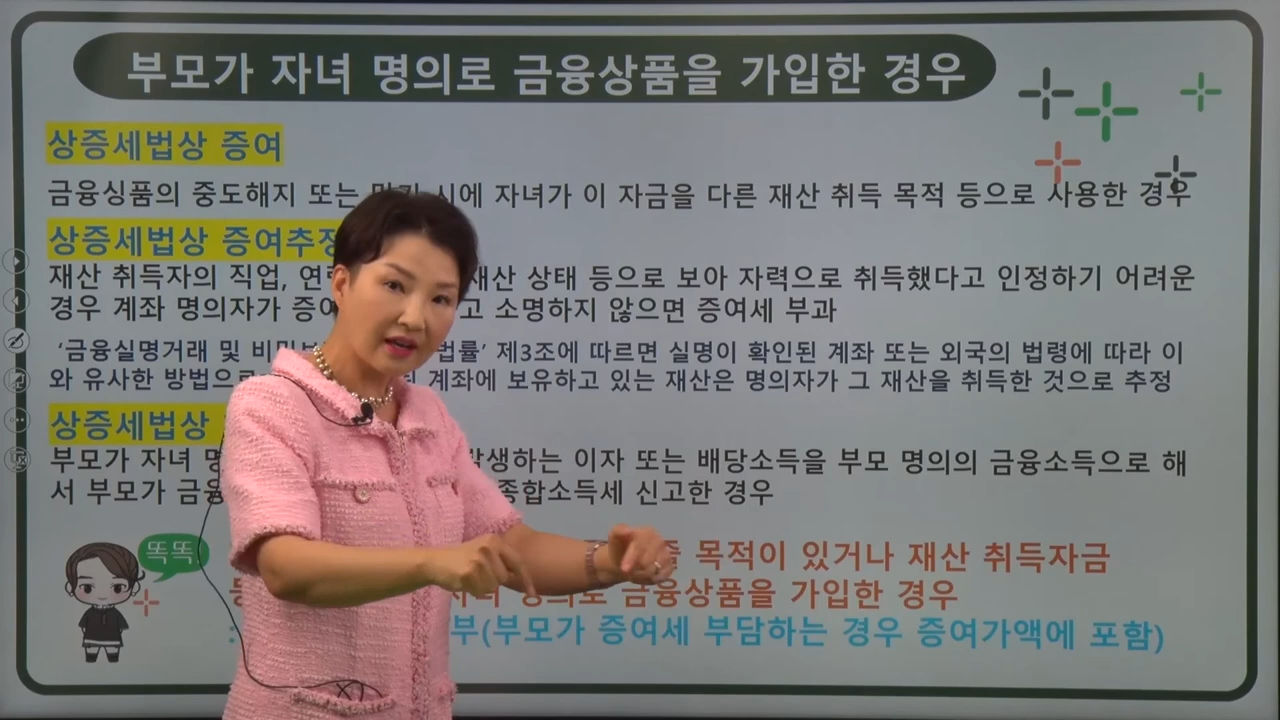 부모가 자녀 명의로 금융상품을 가입한 경우
상증세법상 증여
금융싱품의 중도해지 또는 시에 자녀가 이 자금을 다른 재산 취득 목적 등으로 사용한 경우
상증세법상 증여추정
재산 취득자의 직업, 재산 상태 등으로 보아 자력으로 취득했다고 인정하기 어려운
경우 계좌 명의자가 고 소명하지 않으면 증여세 부과
‘금융실명거래 및 법률’ 제3조에 따르면 실명이 확인된 계좌 또는 외국의 법령에 따라 이
와 유사한 방법으로 계좌에 보유하고 있는 재산은 명의자가 그 재산을 취득한 것으로 추정
상증세법상
부모가 자녀 발생하는 이자 또는 배당소득을 부모 명의의 금융소득으로 해
서 부모가 종합소득세 신고한 경우
똑똑
목적이 있거나 재산 취득자금
명의로 금융상품을 가입한 경우
부(부모가 증여세 부담하는 경우 증여가액에 포함)